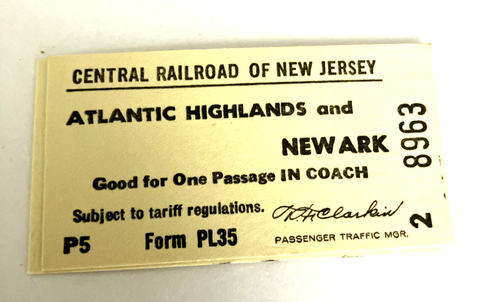 CENTRAL RAILROAD OF NEW JERSEY
ATLANTIC HIGHLANDS and
NEWARK
Good for One Passage IN COACH
Subject to tariff regulations.
PASSENGER TRAFFIC MGR.
P5 Form PL35
8963
2